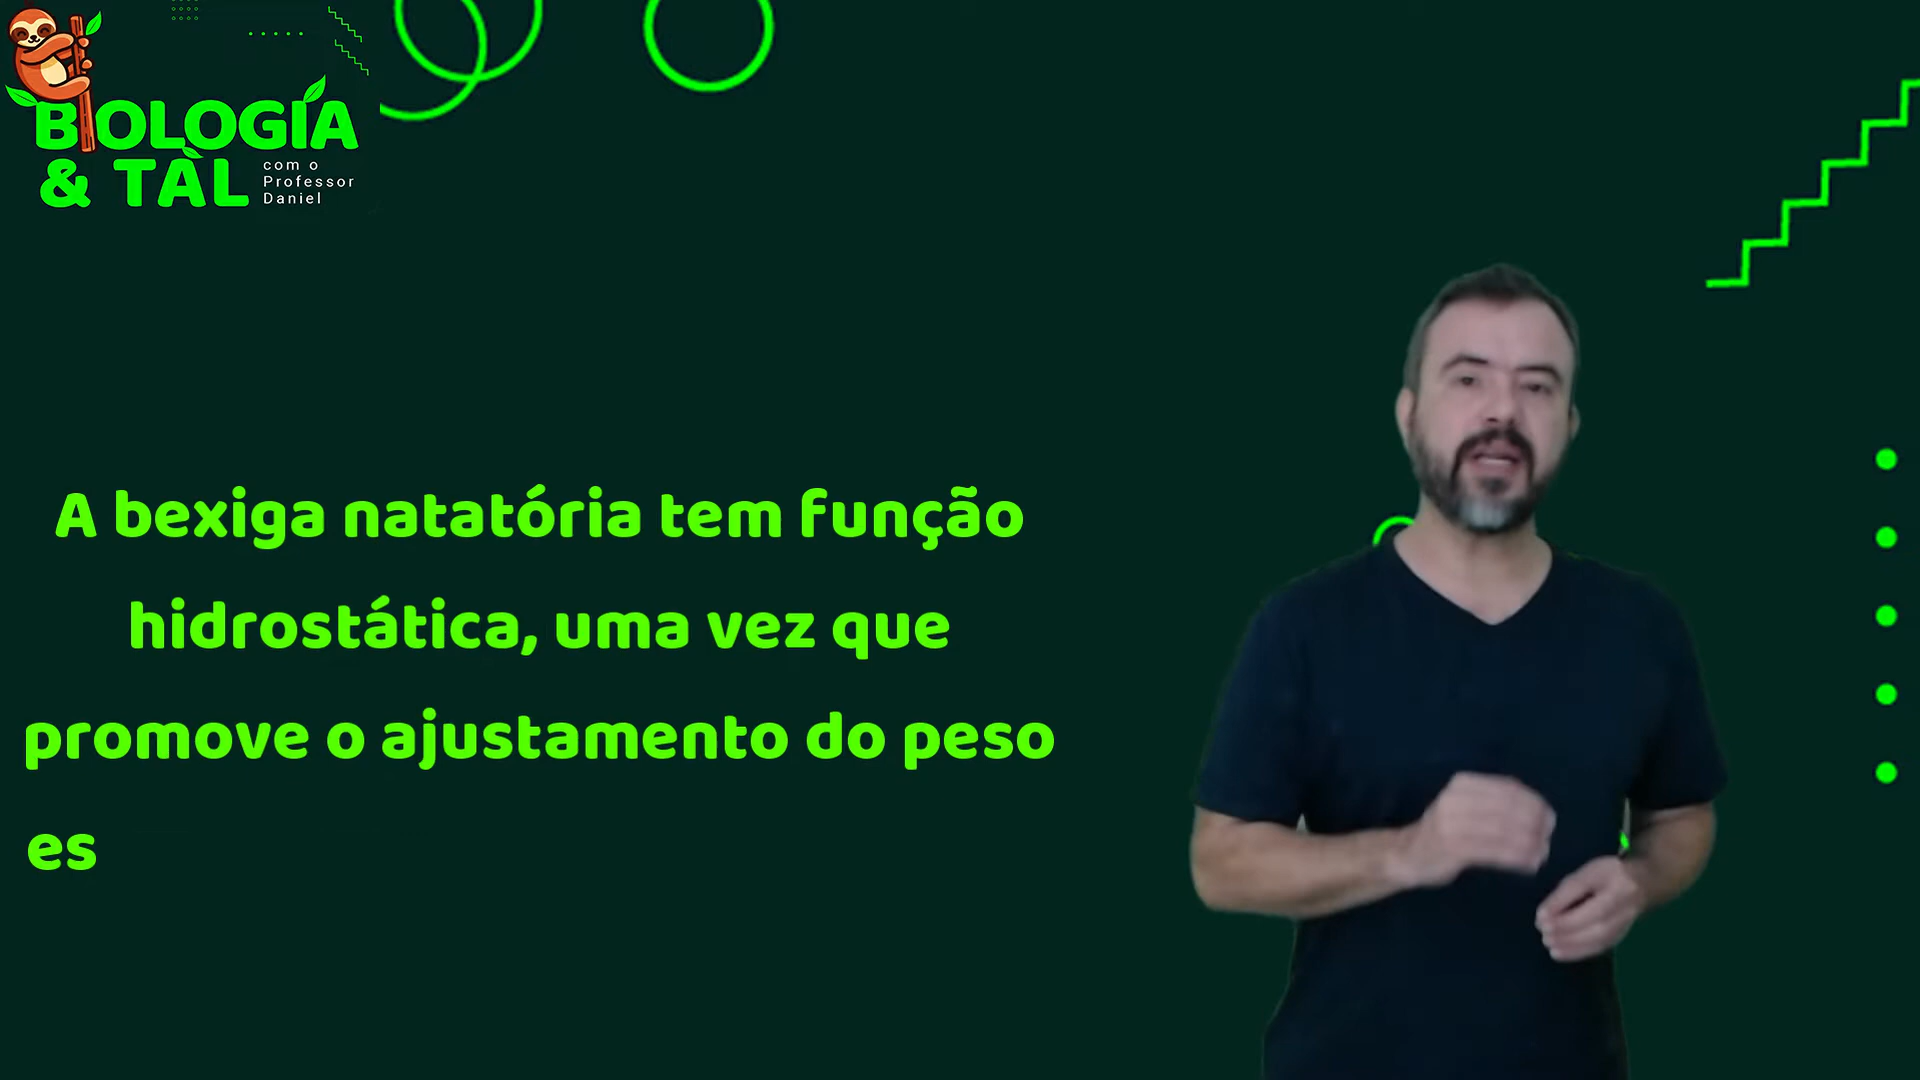 BIOLOGIA
& TAL
com o
Professor
Daniel
A bexiga natatória tem função
hidrostática, uma vez que
promove o ajustamento do peso
es